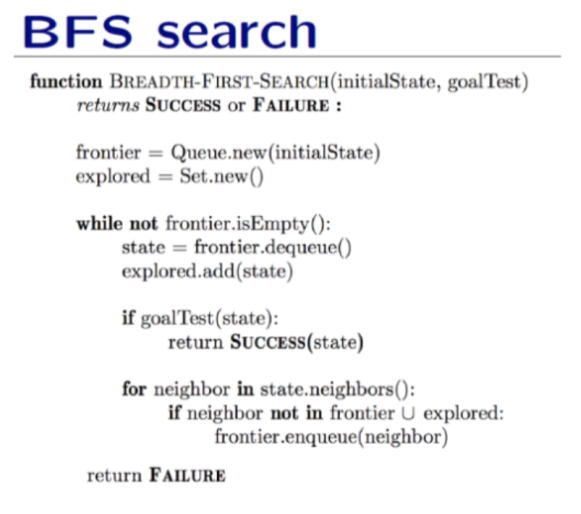 BFS search
function BREADTH-FIRST-SEARCH(initialState, goalTest)
returns SUCCESS or FAILURE :
frontier = Queue.new(initialState)
explored = Set.new()
while not frontier.isEmpty():
state = frontier.dequeue()
explored.add(state)
if goalTest(state):
return SUCCESS(state)
for neighbor in state.neighbors():
if neighbor not in frontier ∪ explored:
frontier.enqueue(neighbor)
return FAILURE